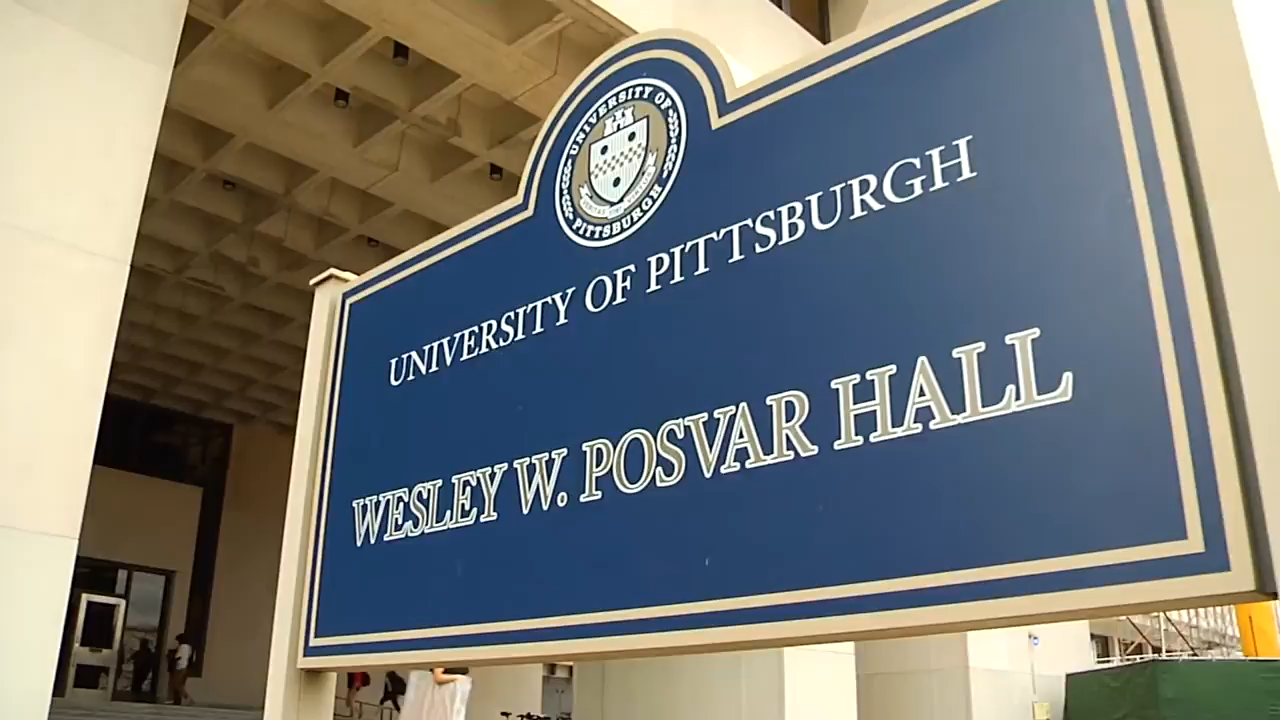 UNIVERSITY OF
PITTSBURGH
UNIVERSITY OF PITTSBURGH
WESLEY W. POSVAR HALL